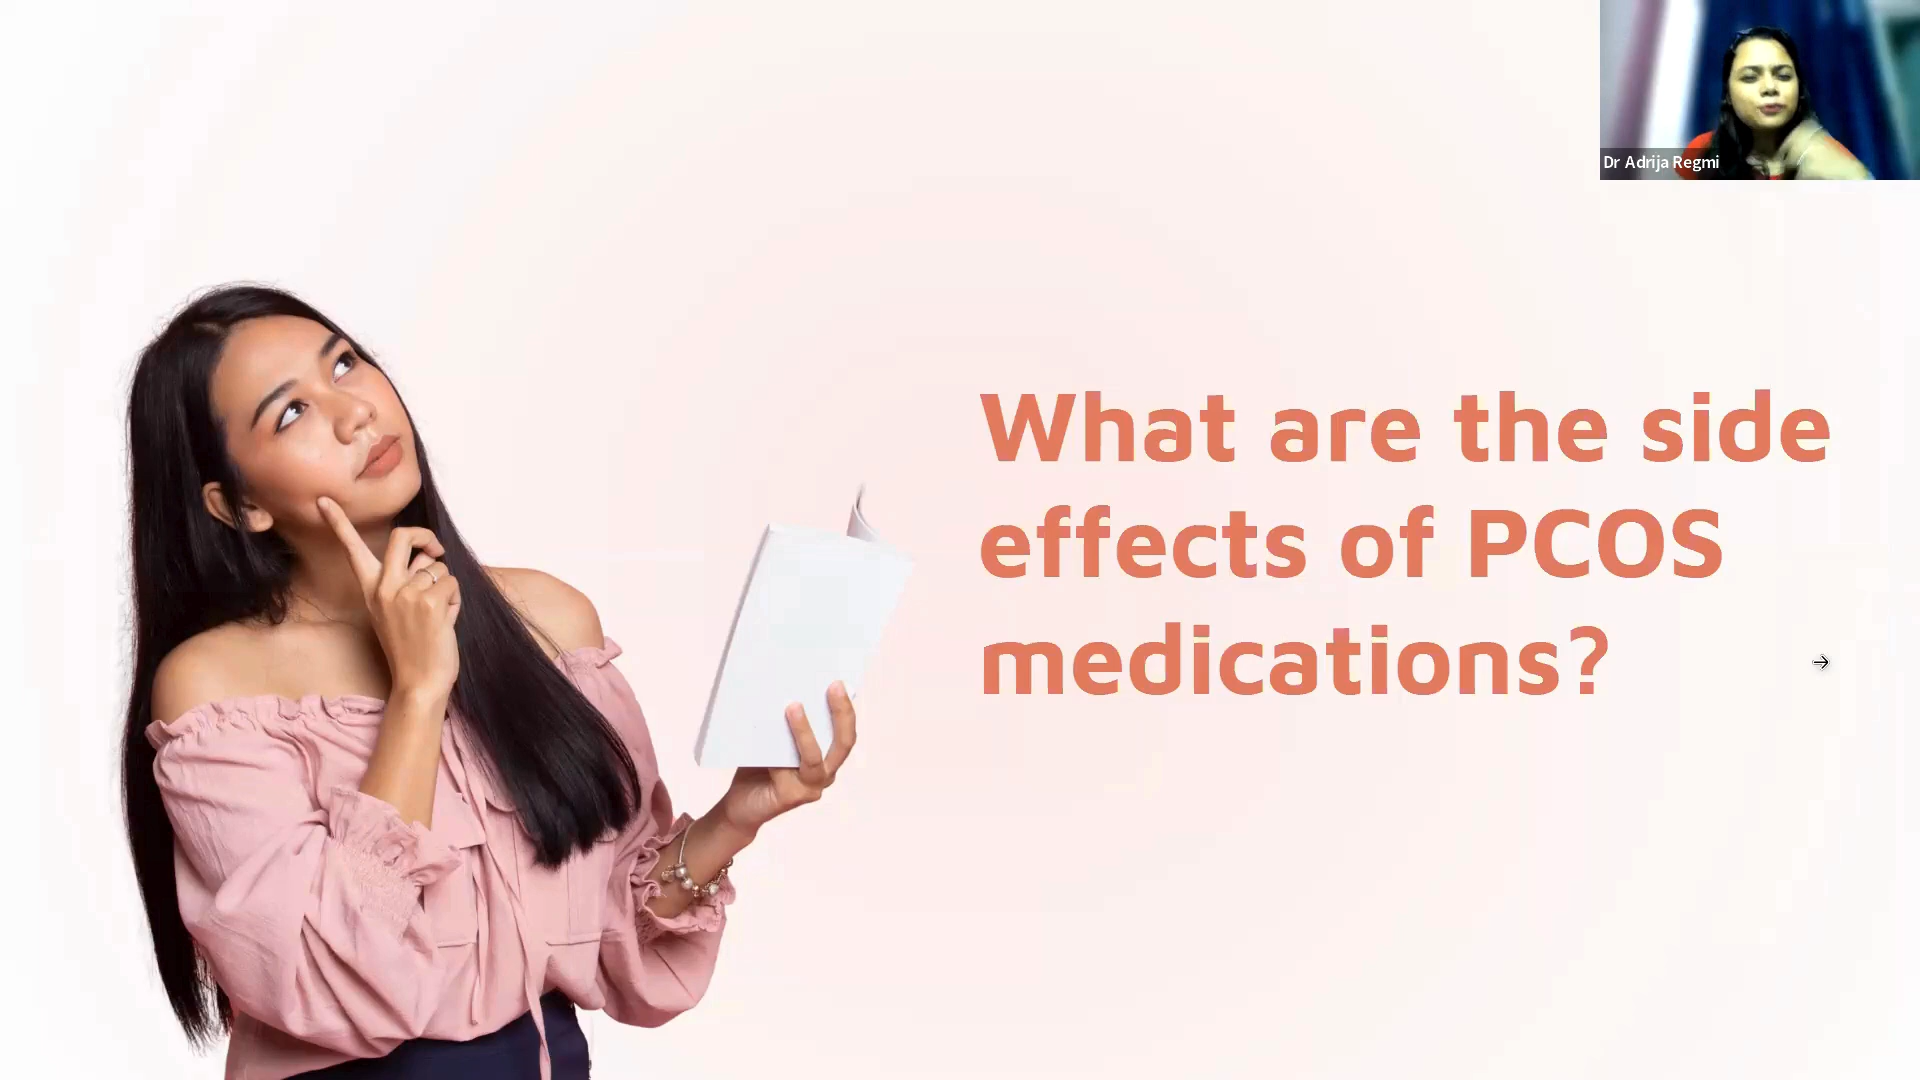 Dr Adrija Regmi
What are the side
effects of PCOS
medications?